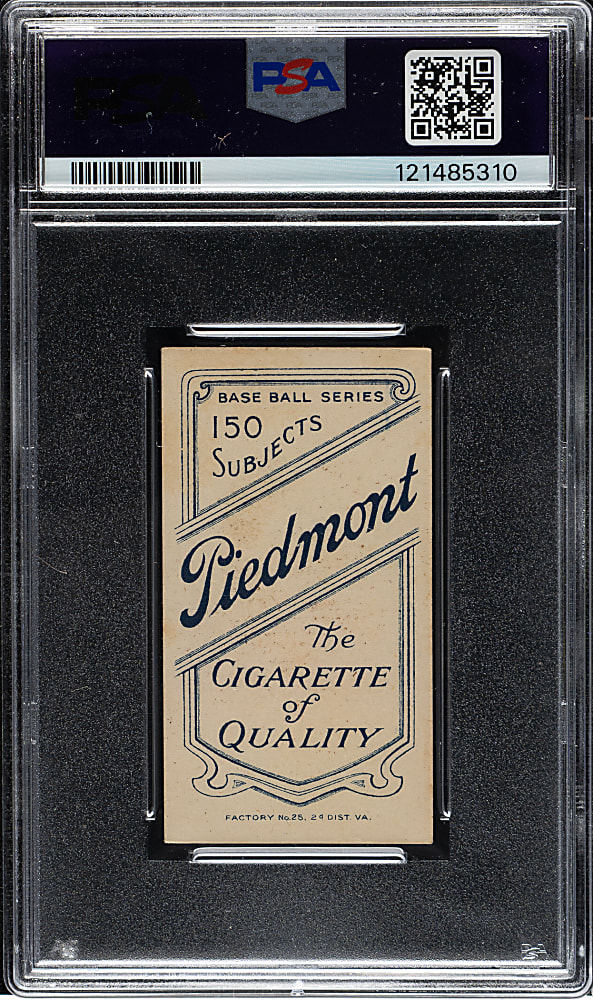 PSA
121485310
BASE BALL SERIES
150
SUBJECTS
Piedmont
The
CIGARETTE
of
QUALITY
FACTORY No. 25, 2d DIST. VA.